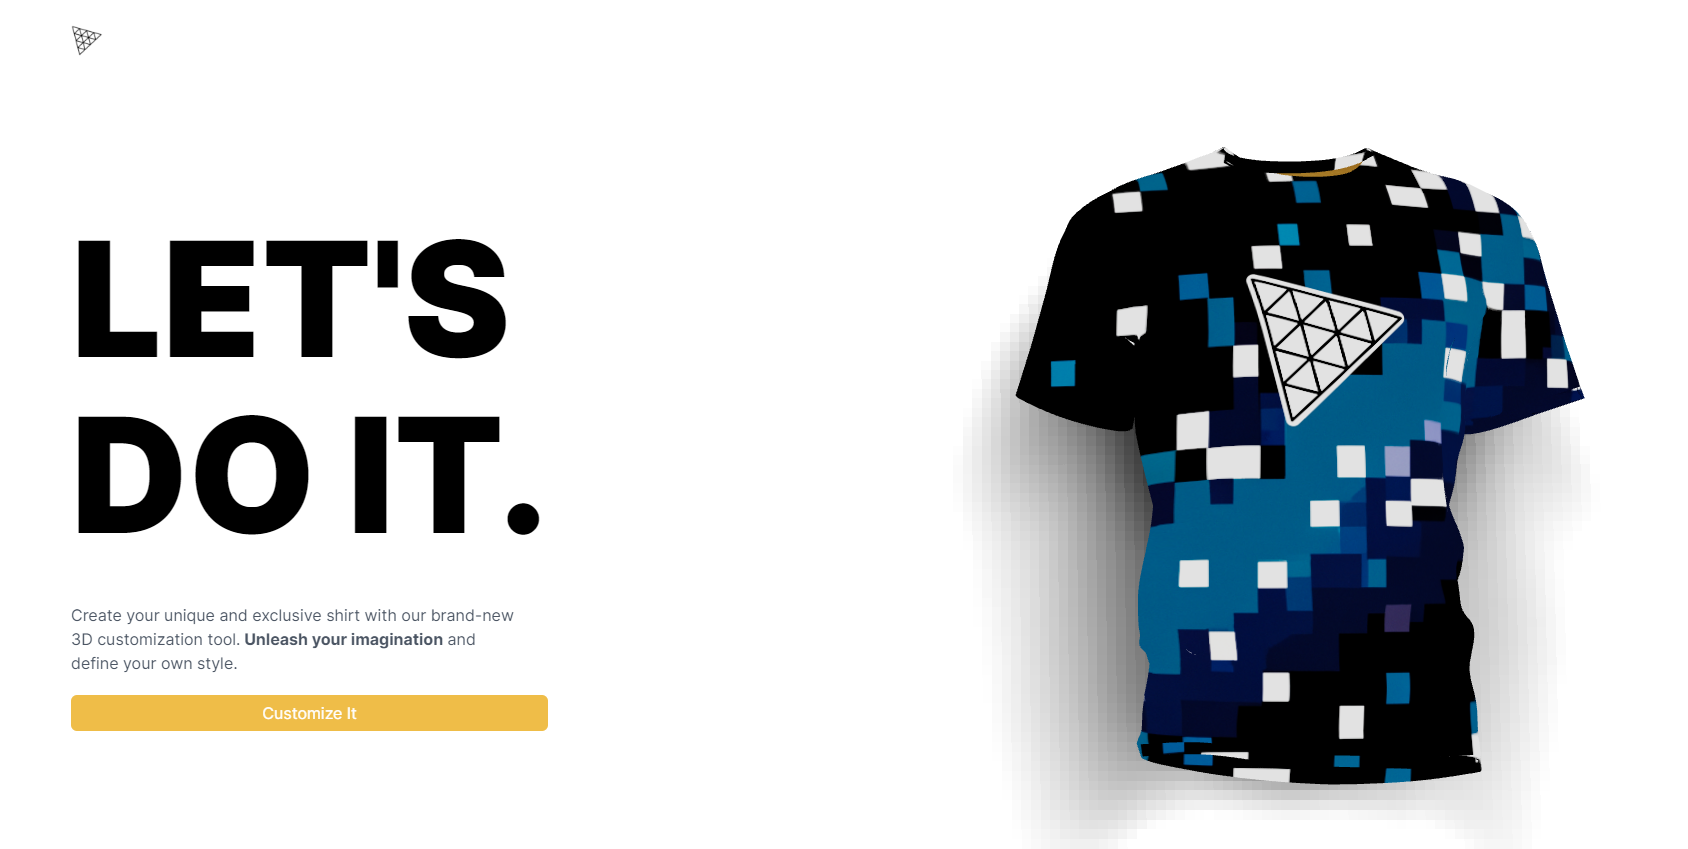 LET'S
DO IT.
Create your unique and exclusive shirt with our brand-new
3D customization tool. Unleash your imagination and
define your own style.
Customize It